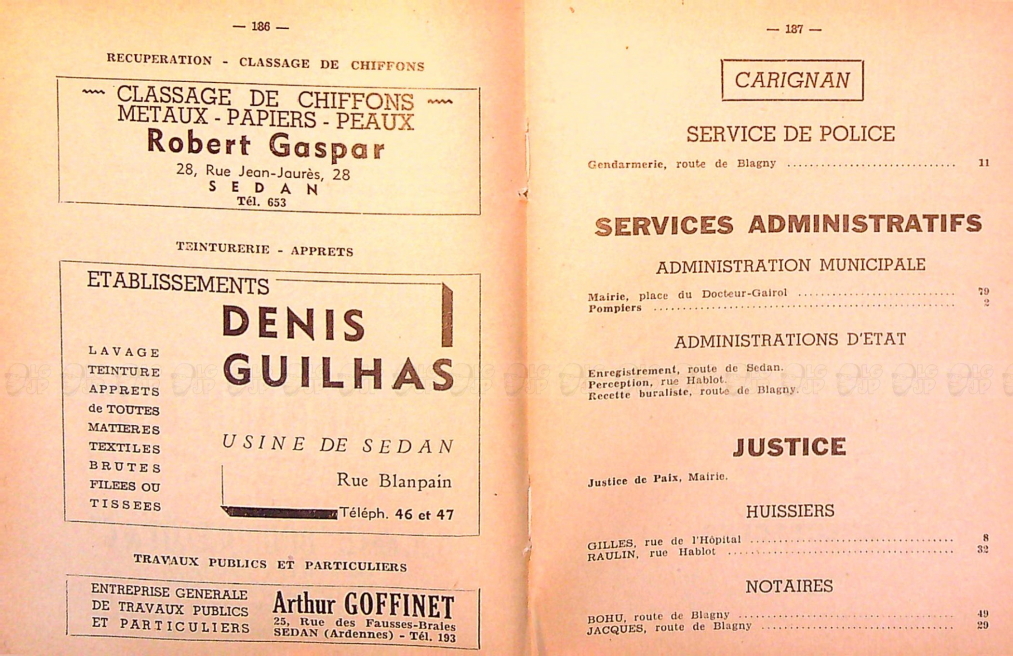 — 186 —
RECUPERATION - CLASSAGE DE CHIFFONS
CLASSAGE DE CHIFFONS
METAUX - PAPIERS - PEAUX
Robert Gaspar
28, Rue Jean-Jaurès, 28
SEDAN
Tél. 653
TEINTURERIE - APPRETS
ETABLISSEMENTS
DENIS
GUILHAS
LAVAGE
TEINTURE
APPRETS
de TOUTES
MATIERES
TEXTILES
BRUTES
FILEES OU
TISSEES
USINE DE SEDAN
Rue Blanpain
Téléph. 46 et 47
TRAVAUX PUBLICS ET PARTICULIERS
ENTREPRISE GENERALE
DE TRAVAUX PUBLICS
ET PARTICULIERS
Arthur GOFFINET
25, Rue des Fausses-Braies
SEDAN (Ardennes) - Tél. 193
— 187 —
CARIGNAN
SERVICE DE POLICE
Gendarmerie, route de Blagny ............................ 11
SERVICES ADMINISTRATIFS
ADMINISTRATION MUNICIPALE
Mairie, place du Docteur-Gairol ........................... 79
Pompiers .................................................. 2
ADMINISTRATIONS D'ETAT
Enregistrement, route de Sedan.
Perception, rue Hablot.
Recette buraliste, route de Blagny.
JUSTICE
Justice de Paix, Mairie.
HUISSIERS
GILLES, rue de l'Hôpital .................................. 8
RAULIN, rue Hablot ...................................... 32
NOTAIRES
BOHU, route de Blagny .................................... 49
JACQUES, route de Blagny ................................ 29